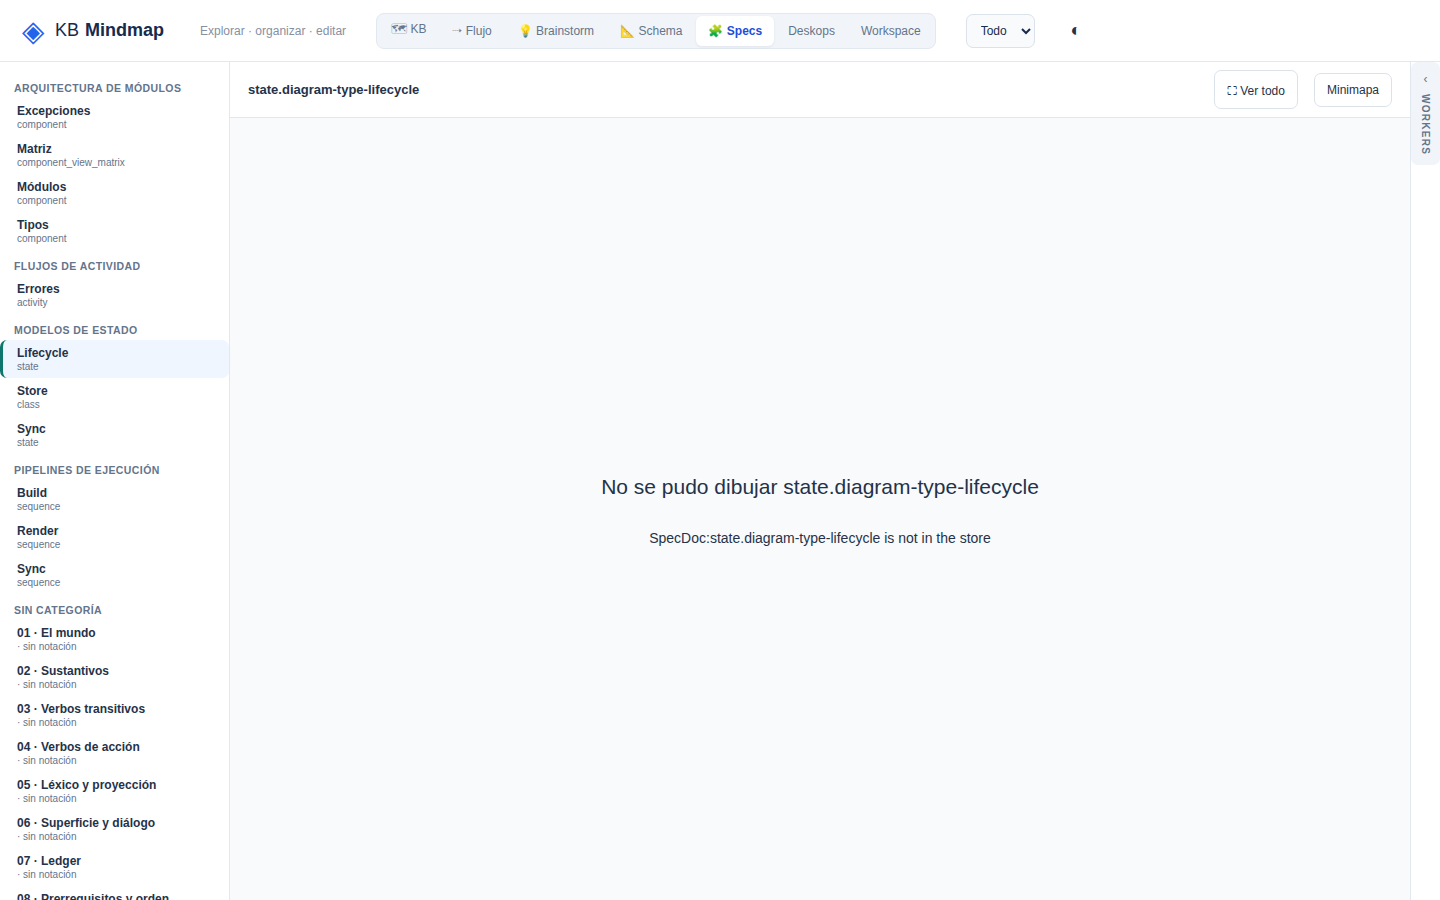 ◈ KB Mindmap
Explorar · organizar · editar
🗺 KB
→ Flujo
💡 Brainstorm
📐 Schema
🧩 Specs
Deskops
Workspace
Todo
ARQUITECTURA DE MÓDULOS
Excepciones
component
Matriz
component_view_matrix
Módulos
component
Tipos
component
FLUJOS DE ACTIVIDAD
Errores
activity
MODELOS DE ESTADO
Lifecycle
state
Store
class
Sync
state
PIPELINES DE EJECUCIÓN
Build
sequence
Render
sequence
Sync
sequence
SIN CATEGORÍA
01 · El mundo
· sin notación
02 · Sustantivos
· sin notación
03 · Verbos transitivos
· sin notación
04 · Verbos de acción
· sin notación
05 · Léxico y proyección
· sin notación
06 · Superficie y diálogo
· sin notación
07 · Ledger
· sin notación
08 · Prerrequisitos y orden
state.diagram-type-lifecycle
⛶ Ver todo
Minimapa
No se pudo dibujar state.diagram-type-lifecycle
SpecDoc:state.diagram-type-lifecycle is not in the store
‹
WORKERS